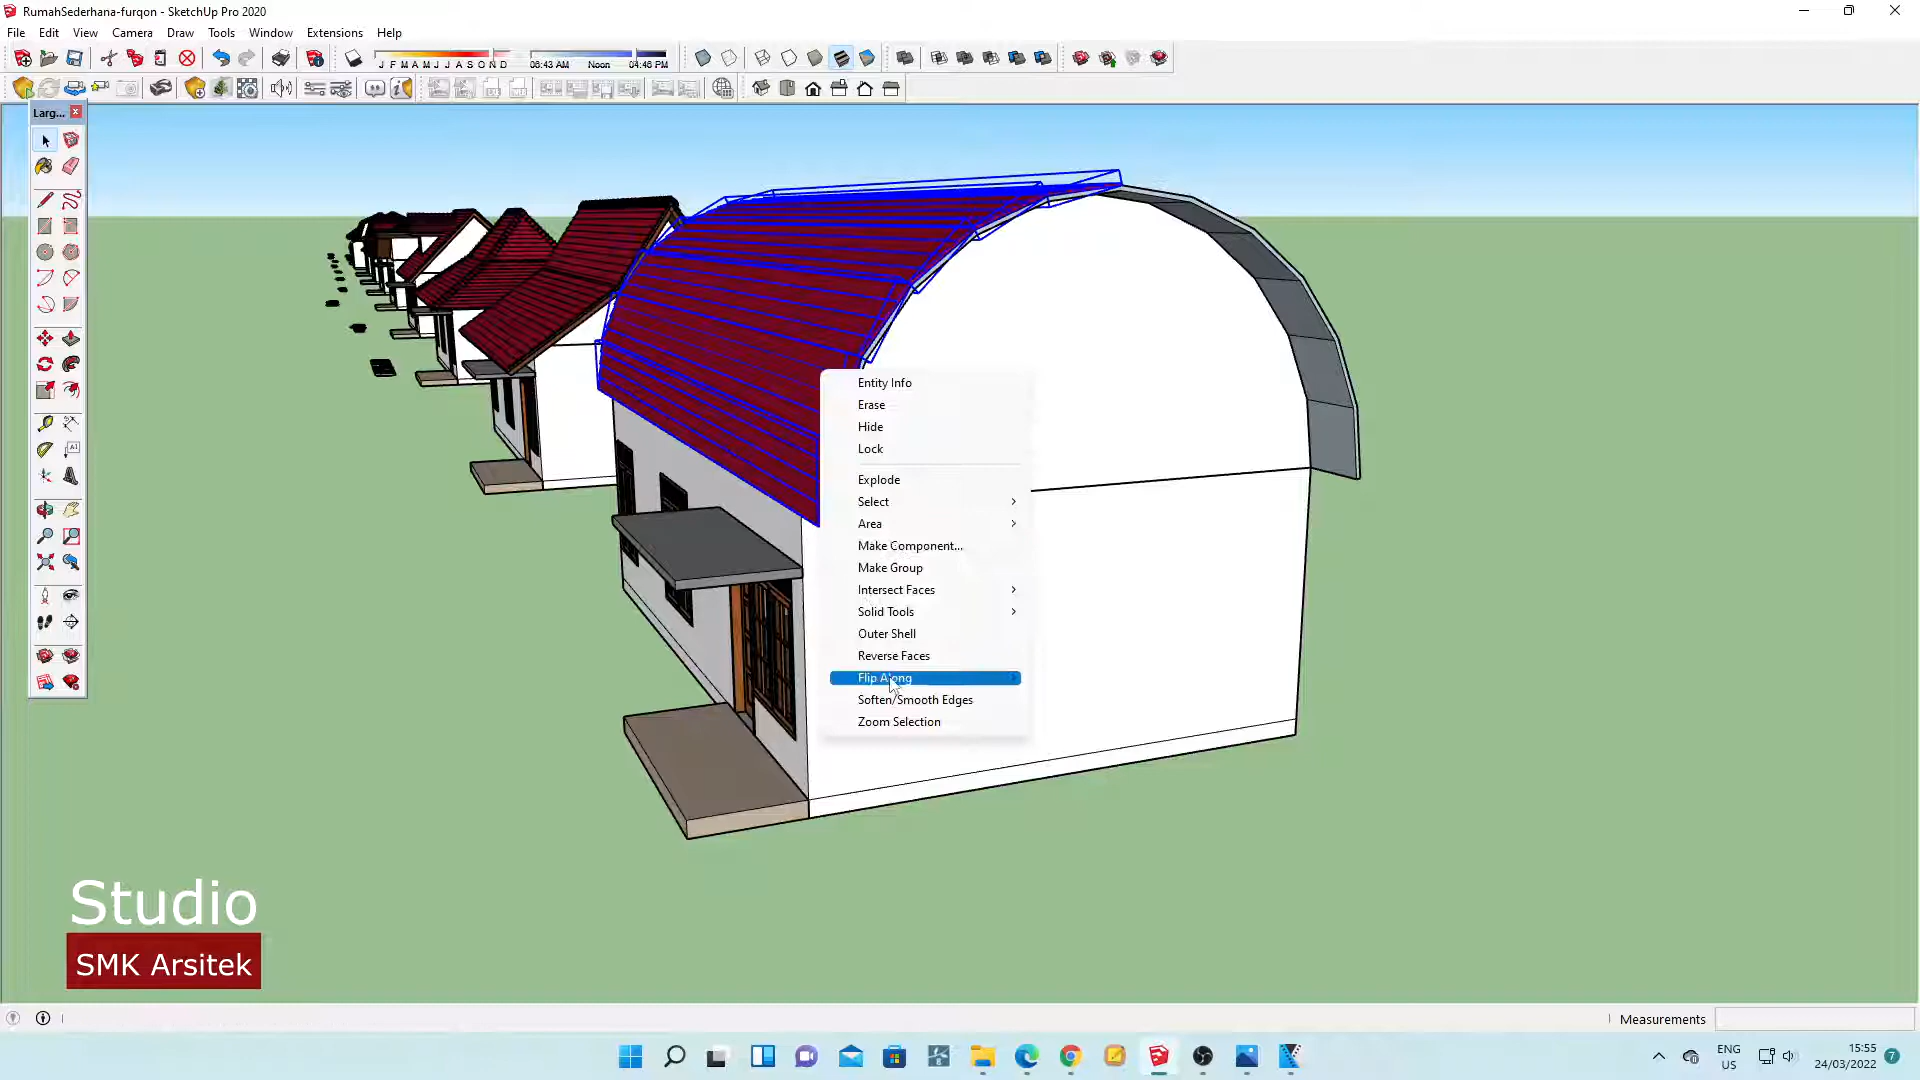 RumahSederhana-furqon - SketchUp Pro 2020
File Edit View Camera Draw Tools Window Extensions Help
J F M A M J J A S O N D 06:43 AM Noon 04:46 PM
Larg...
Entity Info
Erase
Hide
Lock
Explode
Select
Area
Make Component...
Make Group
Intersect Faces
Solid Tools
Outer Shell
Reverse Faces
Flip Along
Soften/Smooth Edges
Zoom Selection
Studio
SMK Arsitek
Measurements
ENG
US
15:55
24/03/2022
7